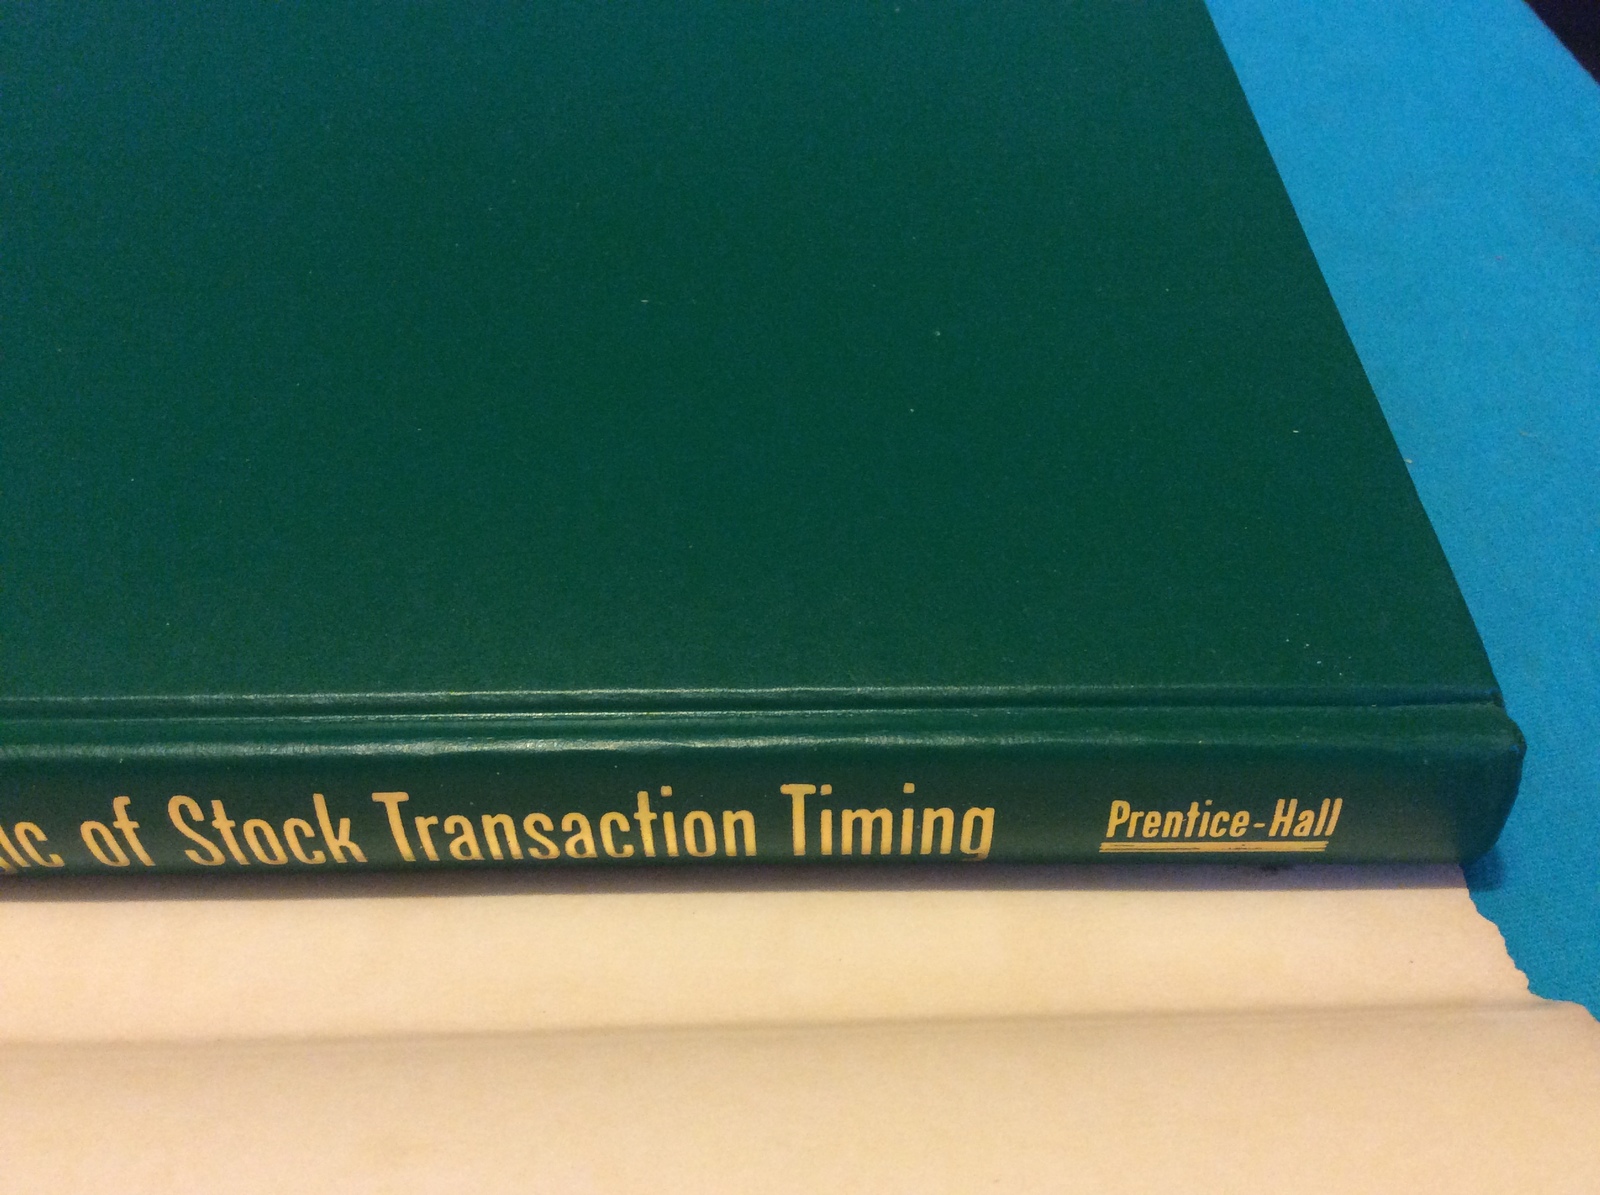 of Stock Transaction Timing
Prentice-Hall